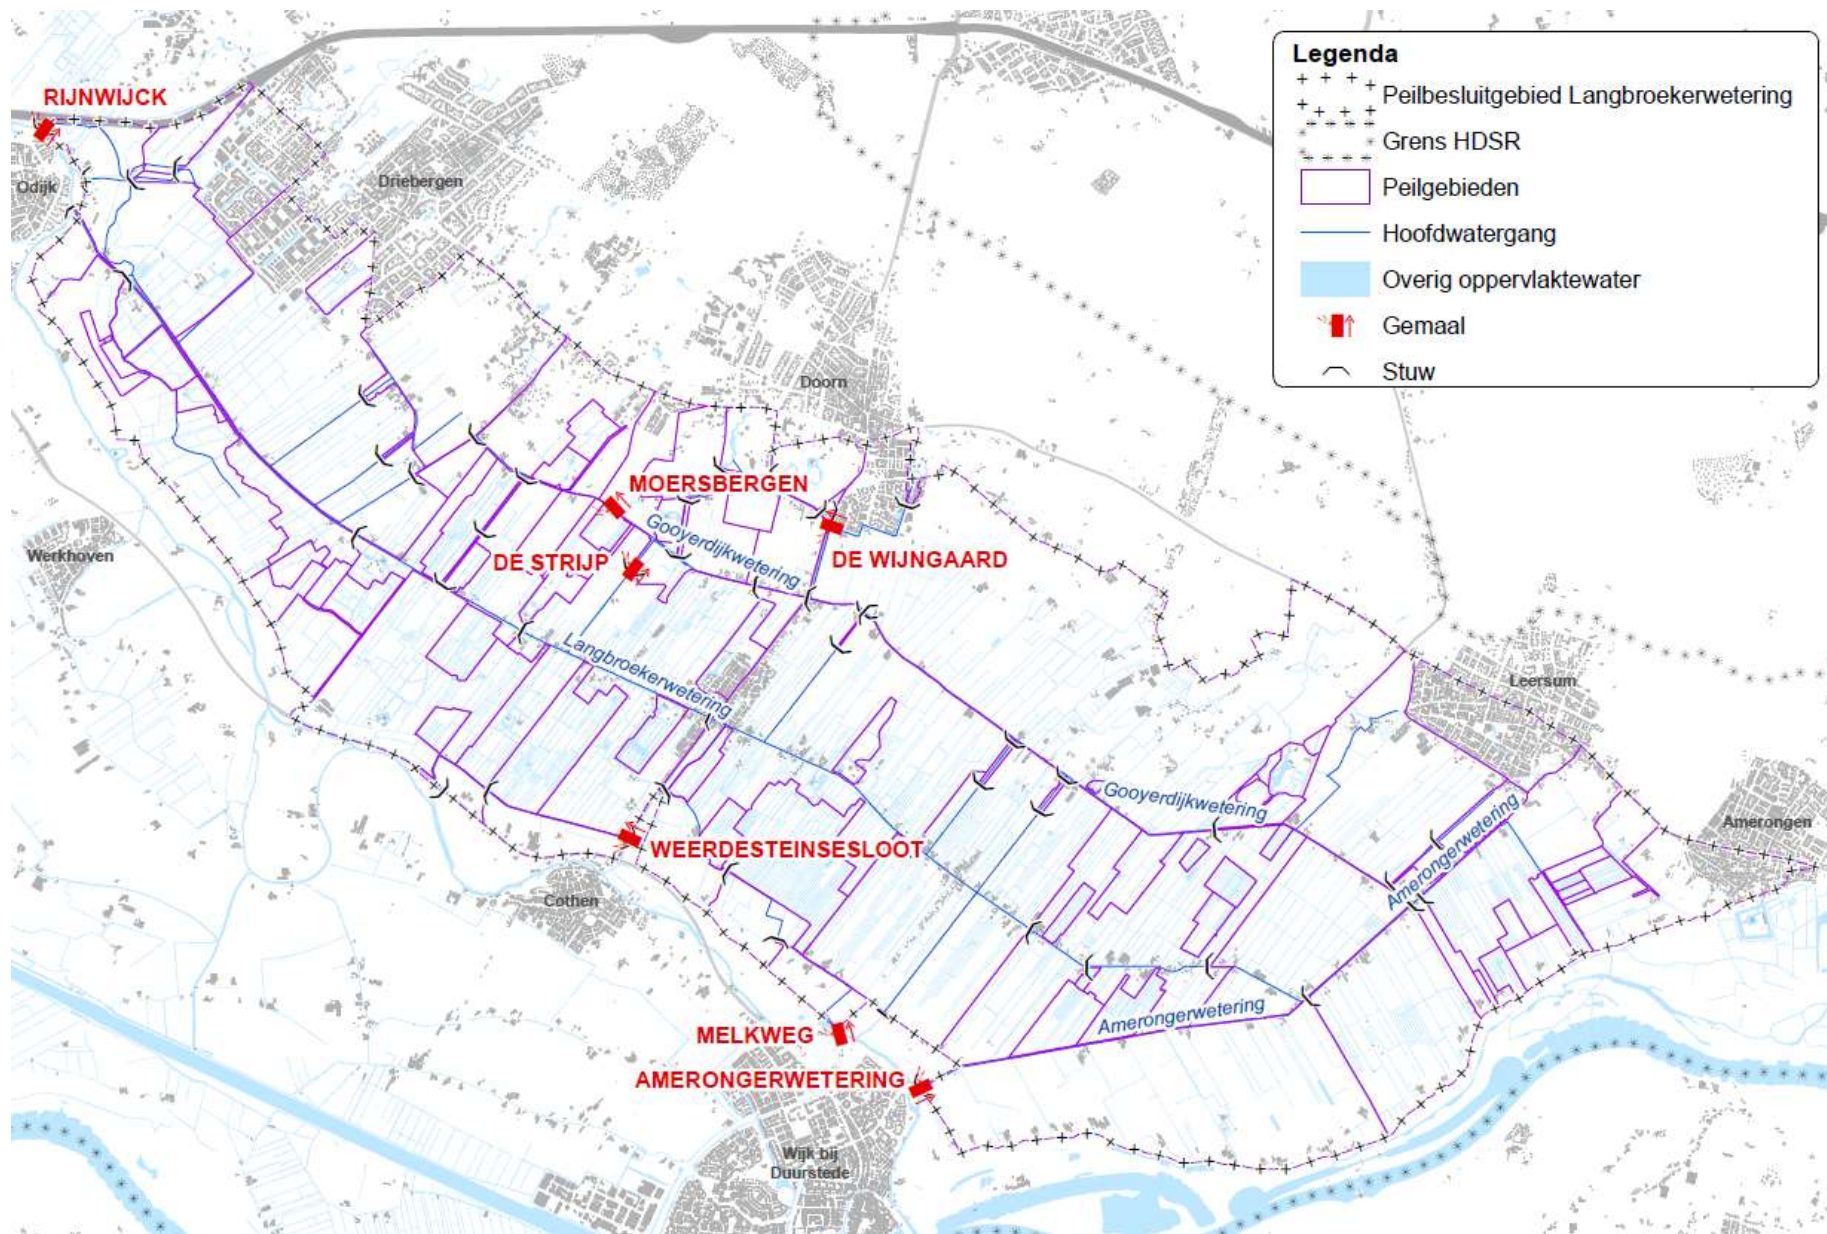 Legenda
Peilbesluitgebied Langbroekerwetering
Grens HDSR
Peilgebieden
Hoofdwatergang
Overig oppervlaktewater
Gemaal
Stuw
RIJNWIJCK
Odijk
Driebergen
Doorn
MOERSBERGEN
Gooyerdijkwetering
DE STRIJP
DE WIJNGAARD
Werkhoven
Langbroekerwetering
Leersum
Gooyerdijkwetering
Amerongerwetering
Amerongen
WEERDESTEINSESLOOT
Cothen
Amerongerwetering
MELKWEG
AMERONGERWETERING
Wijk bij
Duurstede